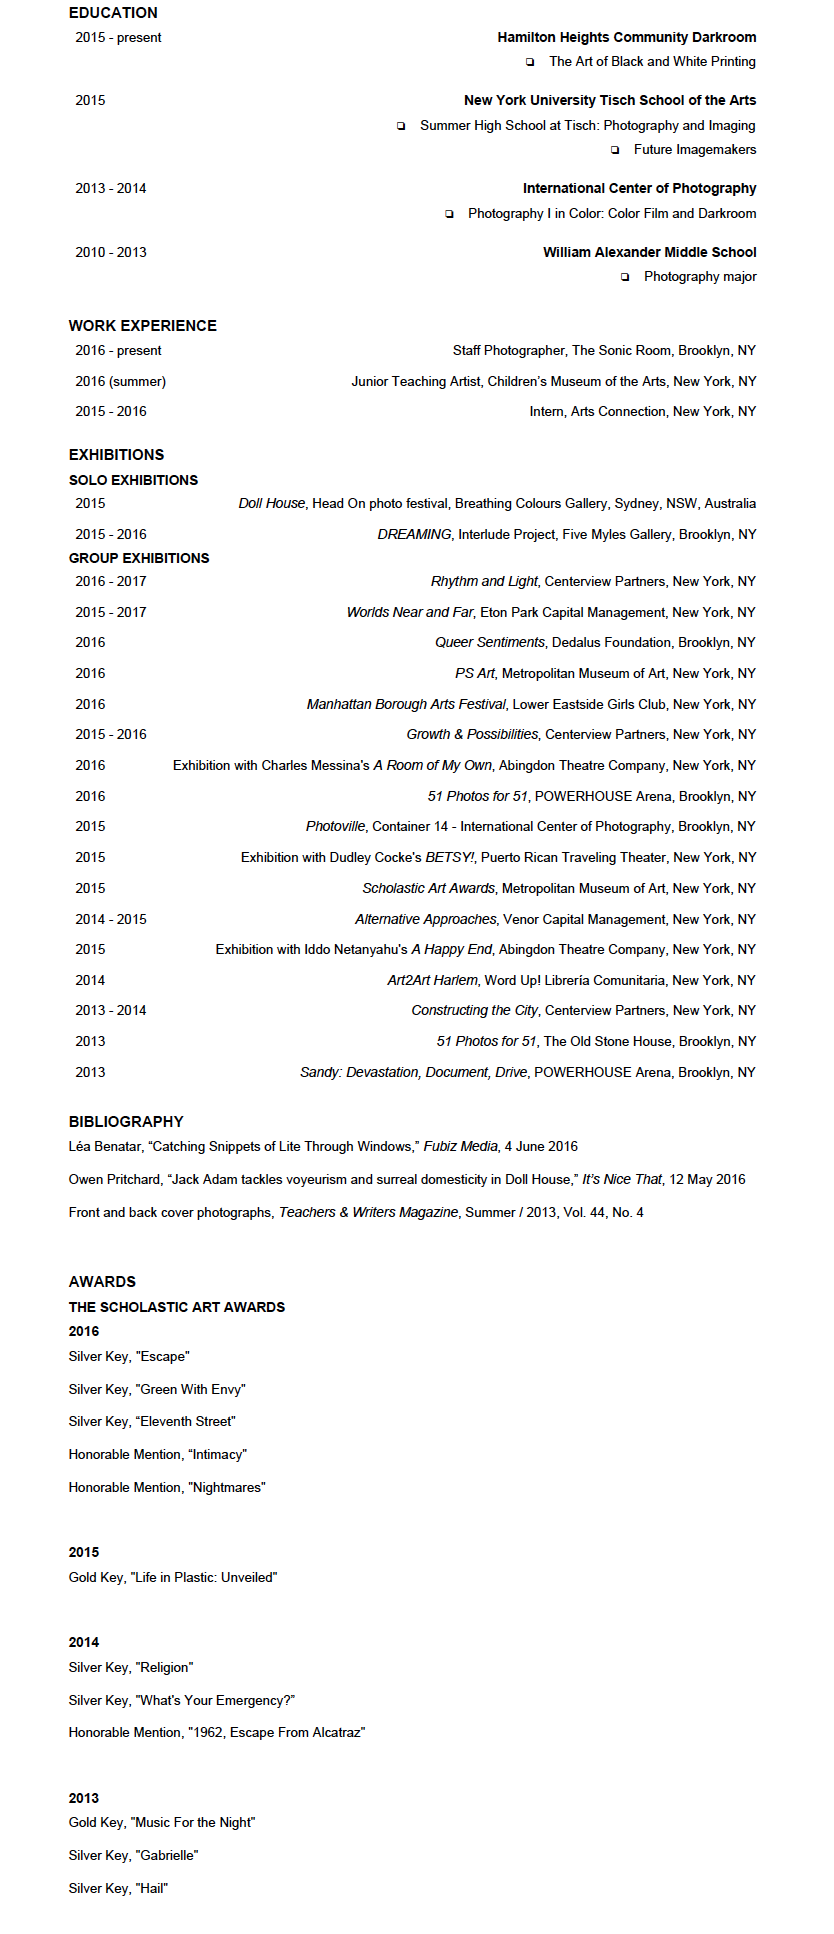 EDUCATION
2015 - present Hamilton Heights Community Darkroom
❏ The Art of Black and White Printing
2015 New York University Tisch School of the Arts
❏ Summer High School at Tisch: Photography and Imaging
❏ Future Imagemakers
2013 - 2014 International Center of Photography
❏ Photography I in Color: Color Film and Darkroom
2010 - 2013 William Alexander Middle School
❏ Photography major
WORK EXPERIENCE
2016 - present Staff Photographer, The Sonic Room, Brooklyn, NY
2016 (summer) Junior Teaching Artist, Children’s Museum of the Arts, New York, NY
2015 - 2016 Intern, Arts Connection, New York, NY
EXHIBITIONS
SOLO EXHIBITIONS
2015 Doll House, Head On photo festival, Breathing Colours Gallery, Sydney, NSW, Australia
2015 - 2016 DREAMING, Interlude Project, Five Myles Gallery, Brooklyn, NY
GROUP EXHIBITIONS
2016 - 2017 Rhythm and Light, Centerview Partners, New York, NY
2015 - 2017 Worlds Near and Far, Eton Park Capital Management, New York, NY
2016 Queer Sentiments, Dedalus Foundation, Brooklyn, NY
2016 PS Art, Metropolitan Museum of Art, New York, NY
2016 Manhattan Borough Arts Festival, Lower Eastside Girls Club, New York, NY
2015 - 2016 Growth & Possibilities, Centerview Partners, New York, NY
2016 Exhibition with Charles Messina's A Room of My Own, Abingdon Theatre Company, New York, NY
2016 51 Photos for 51, POWERHOUSE Arena, Brooklyn, NY
2015 Photoville, Container 14 - International Center of Photography, Brooklyn, NY
2015 Exhibition with Dudley Cocke's BETSY!, Puerto Rican Traveling Theater, New York, NY
2015 Scholastic Art Awards, Metropolitan Museum of Art, New York, NY
2014 - 2015 Alternative Approaches, Venor Capital Management, New York, NY
2015 Exhibition with Iddo Netanyahu's A Happy End, Abingdon Theatre Company, New York, NY
2014 Art2Art Harlem, Word Up! Librería Comunitaria, New York, NY
2013 - 2014 Constructing the City, Centerview Partners, New York, NY
2013 51 Photos for 51, The Old Stone House, Brooklyn, NY
2013 Sandy: Devastation, Document, Drive, POWERHOUSE Arena, Brooklyn, NY
BIBLIOGRAPHY
Léa Benatar, “Catching Snippets of Lite Through Windows,” Fubiz Media, 4 June 2016
Owen Pritchard, “Jack Adam tackles voyeurism and surreal domesticity in Doll House,” It’s Nice That, 12 May 2016
Front and back cover photographs, Teachers & Writers Magazine, Summer / 2013, Vol. 44, No. 4
AWARDS
THE SCHOLASTIC ART AWARDS
2016
Silver Key, "Escape"
Silver Key, "Green With Envy"
Silver Key, “Eleventh Street”
Honorable Mention, “Intimacy”
Honorable Mention, "Nightmares"
2015
Gold Key, "Life in Plastic: Unveiled"
2014
Silver Key, "Religion"
Silver Key, "What's Your Emergency?”
Honorable Mention, "1962, Escape From Alcatraz"
2013
Gold Key, "Music For the Night"
Silver Key, "Gabrielle"
Silver Key, "Hail"